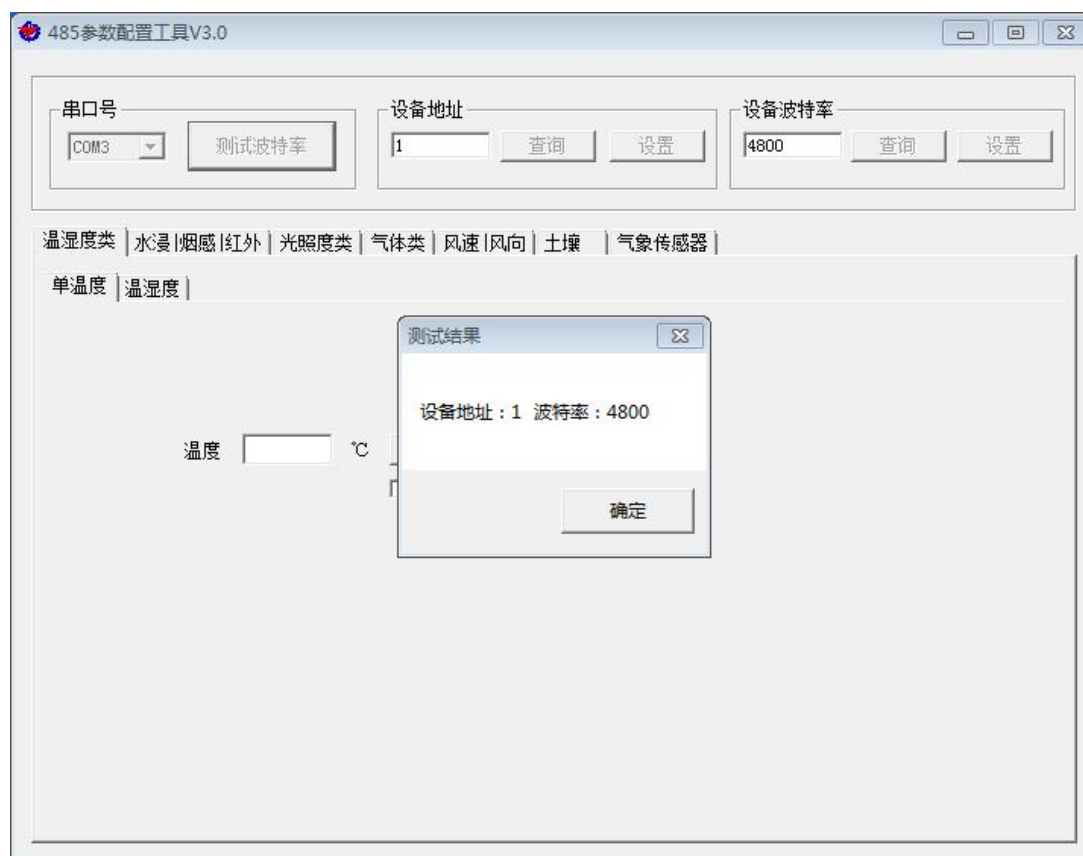 485参数配置工具V3.0
串口号 设备地址 设备波特率
COM3 测试波特率 1 查询 设置 4800 查询 设置
温湿度类 水浸|烟感|红外 光照度类 气体类 风速|风向 土壤 气象传感器
单温度 温湿度
测试结果
设备地址：1 波特率：4800
温度 ℃
确定